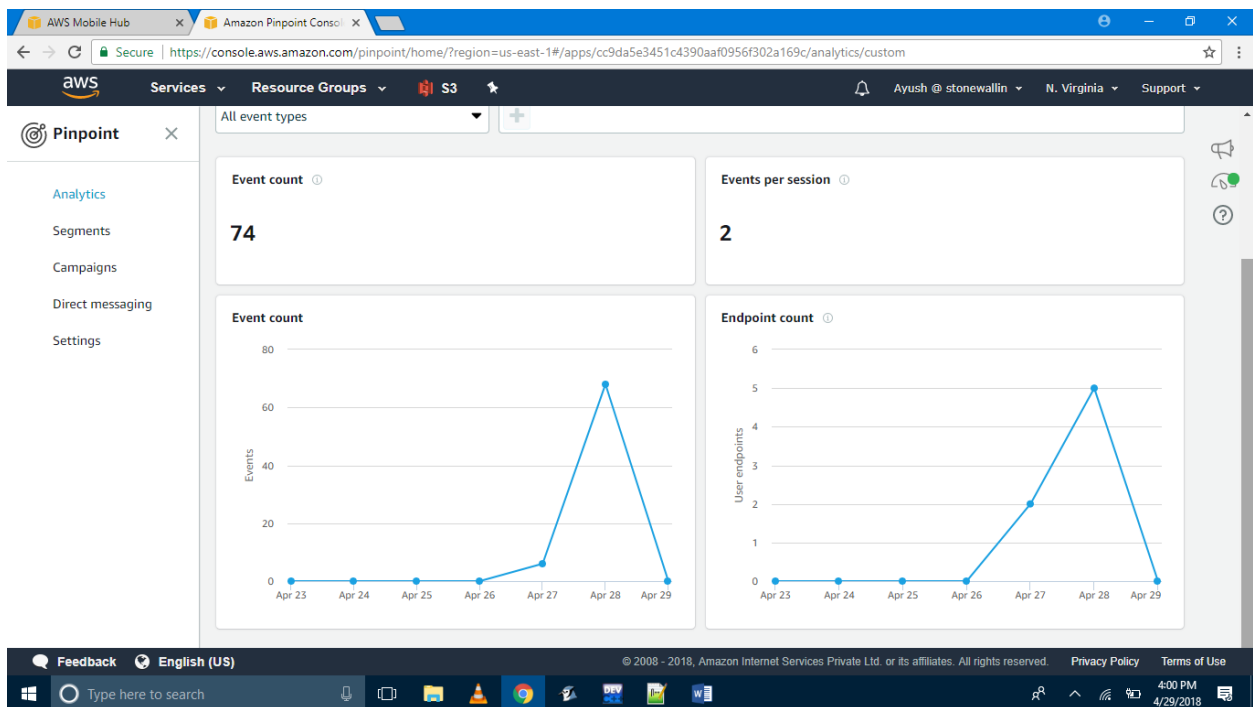 AWS Mobile Hub
Amazon Pinpoint Consol
Secure https://console.aws.amazon.com/pinpoint/home/?region=us-east-1#/apps/cc9da5e3451c4390aaf0956f302a169c/analytics/custom
aws Services Resource Groups S3 Ayush @ stonewallin N. Virginia Support
Pinpoint
Analytics
Segments
Campaigns
Direct messaging
Settings
All event types
Event count
74
Events per session
2
Event count
80
60
40
20
0
Events
Apr 23 Apr 24 Apr 25 Apr 26 Apr 27 Apr 28 Apr 29
Endpoint count
6
5
4
3
2
1
0
User endpoints
Apr 23 Apr 24 Apr 25 Apr 26 Apr 27 Apr 28 Apr 29
Feedback English (US) © 2008 - 2018, Amazon Internet Services Private Ltd. or its affiliates. All rights reserved. Privacy Policy Terms of Use
Type here to search
DEV
W
4:00 PM
4/29/2018